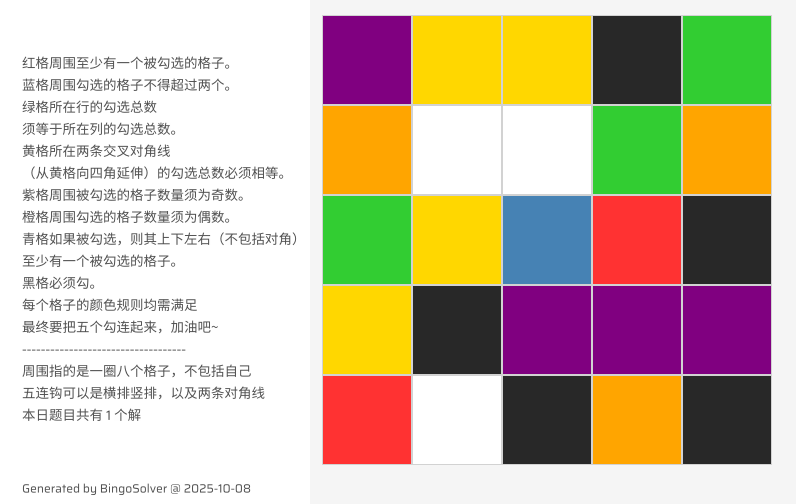 红格周围至少有一个被勾选的格子。
蓝格周围勾选的格子不得超过两个。
绿格所在行的勾选总数
须等于所在列的勾选总数。
黄格所在两条交叉对角线
（从黄格向四角延伸）的勾选总数必须相等。
紫格周围被勾选的格子数量须为奇数。
橙格周围勾选的格子数量须为偶数。
青格如果被勾选，则其上下左右（不包括对角）
至少有一个被勾选的格子。
黑格必须勾。
每个格子的颜色规则均需满足
最终要把五个勾连起来，加油吧~
----------------------------------
周围指的是一圈八个格子，不包括自己
五连钩可以是横排竖排，以及两条对角线
本日题目共有 1 个解
Generated by BingoSolver @ 2025-10-08